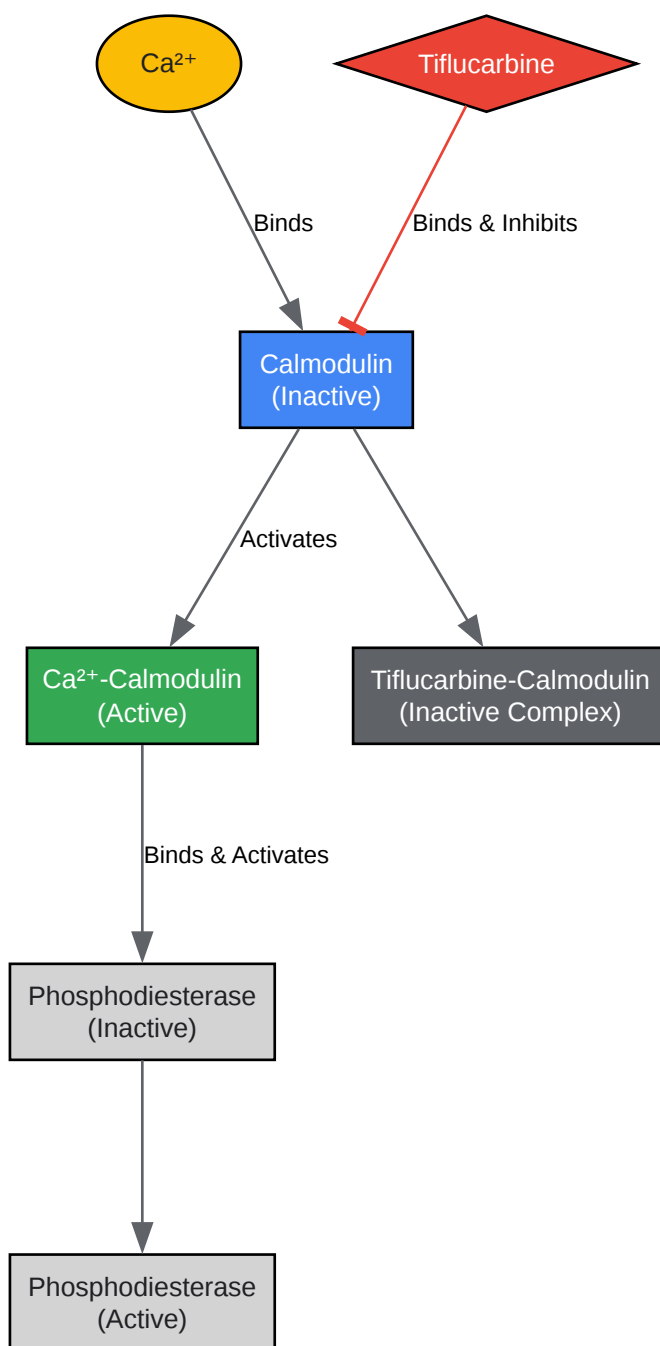 Ca²⁺
Tiflucarbine
Binds
Binds & Inhibits
Calmodulin
(Inactive)
Activates
Ca²⁺-Calmodulin
(Active)
Tiflucarbine-Calmodulin
(Inactive Complex)
Binds & Activates
Phosphodiesterase
(Inactive)
Phosphodiesterase
(Active)